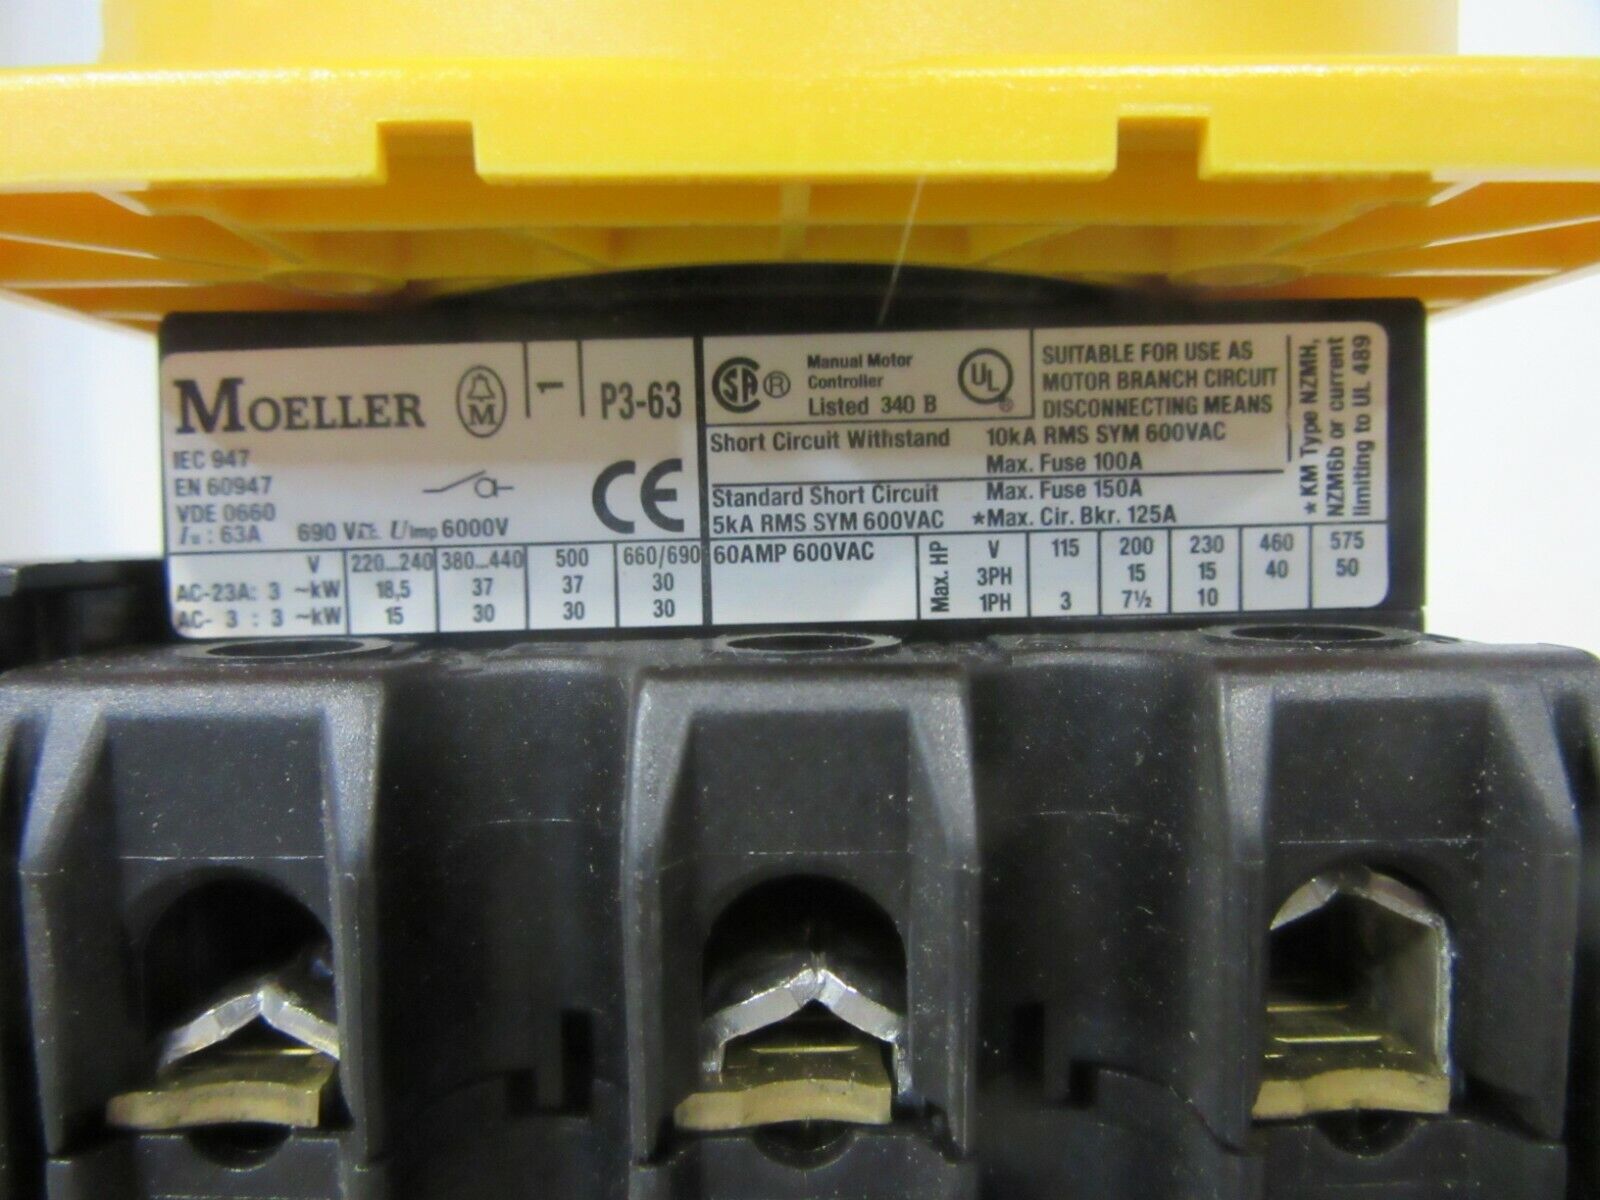 MOELLER
M
1
P3-63
IEC 947
EN 60947
VDE 0660
Iu : 63A 690 V Uimp 6000V
CE
V 220...240 380...440 500 660/690
AC-23A: 3 ~kW 18,5 37 37 30
AC- 3 : 3 ~kW 15 30 30 30
SA ®
Manual Motor
Controller
Listed 340 B
UL ®
SUITABLE FOR USE AS
MOTOR BRANCH CIRCUIT
DISCONNECTING MEANS
Short Circuit Withstand 10kA RMS SYM 600VAC
Max. Fuse 100A
Standard Short Circuit Max. Fuse 150A
5kA RMS SYM 600VAC *Max. Cir. Bkr. 125A
60AMP 600VAC
Max. HP
V 115 200 230 460 575
3PH 15 15 40 50
1PH 3 7½ 10
* KM Type NZMH,
NZM6b or current
limiting to UL 489